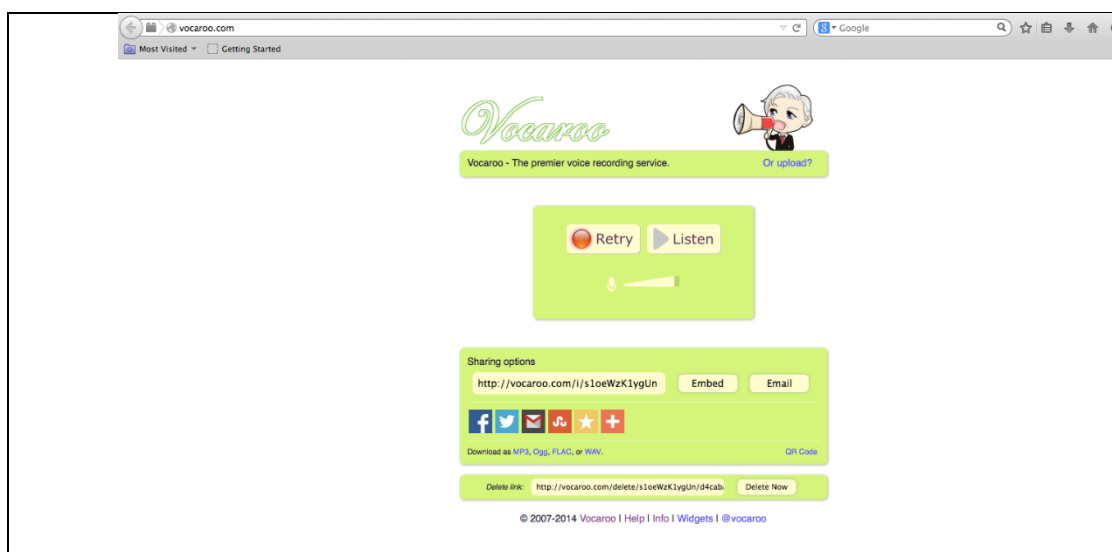 vocaroo.com
Google
Most Visited
Getting Started
Vocaroo
Vocaroo - The premier voice recording service.
Or upload?
Retry
Listen
Sharing options
http://vocaroo.com/i/s1oeWzK1ygUn
Embed
Email
Download as MP3, Ogg, FLAC, or WAV.
QR Code
Delete link:
http://vocaroo.com/delete/s1oeWzK1ygUn/d4cab
Delete Now
© 2007-2014 Vocaroo | Help | Info | Widgets | @vocaroo